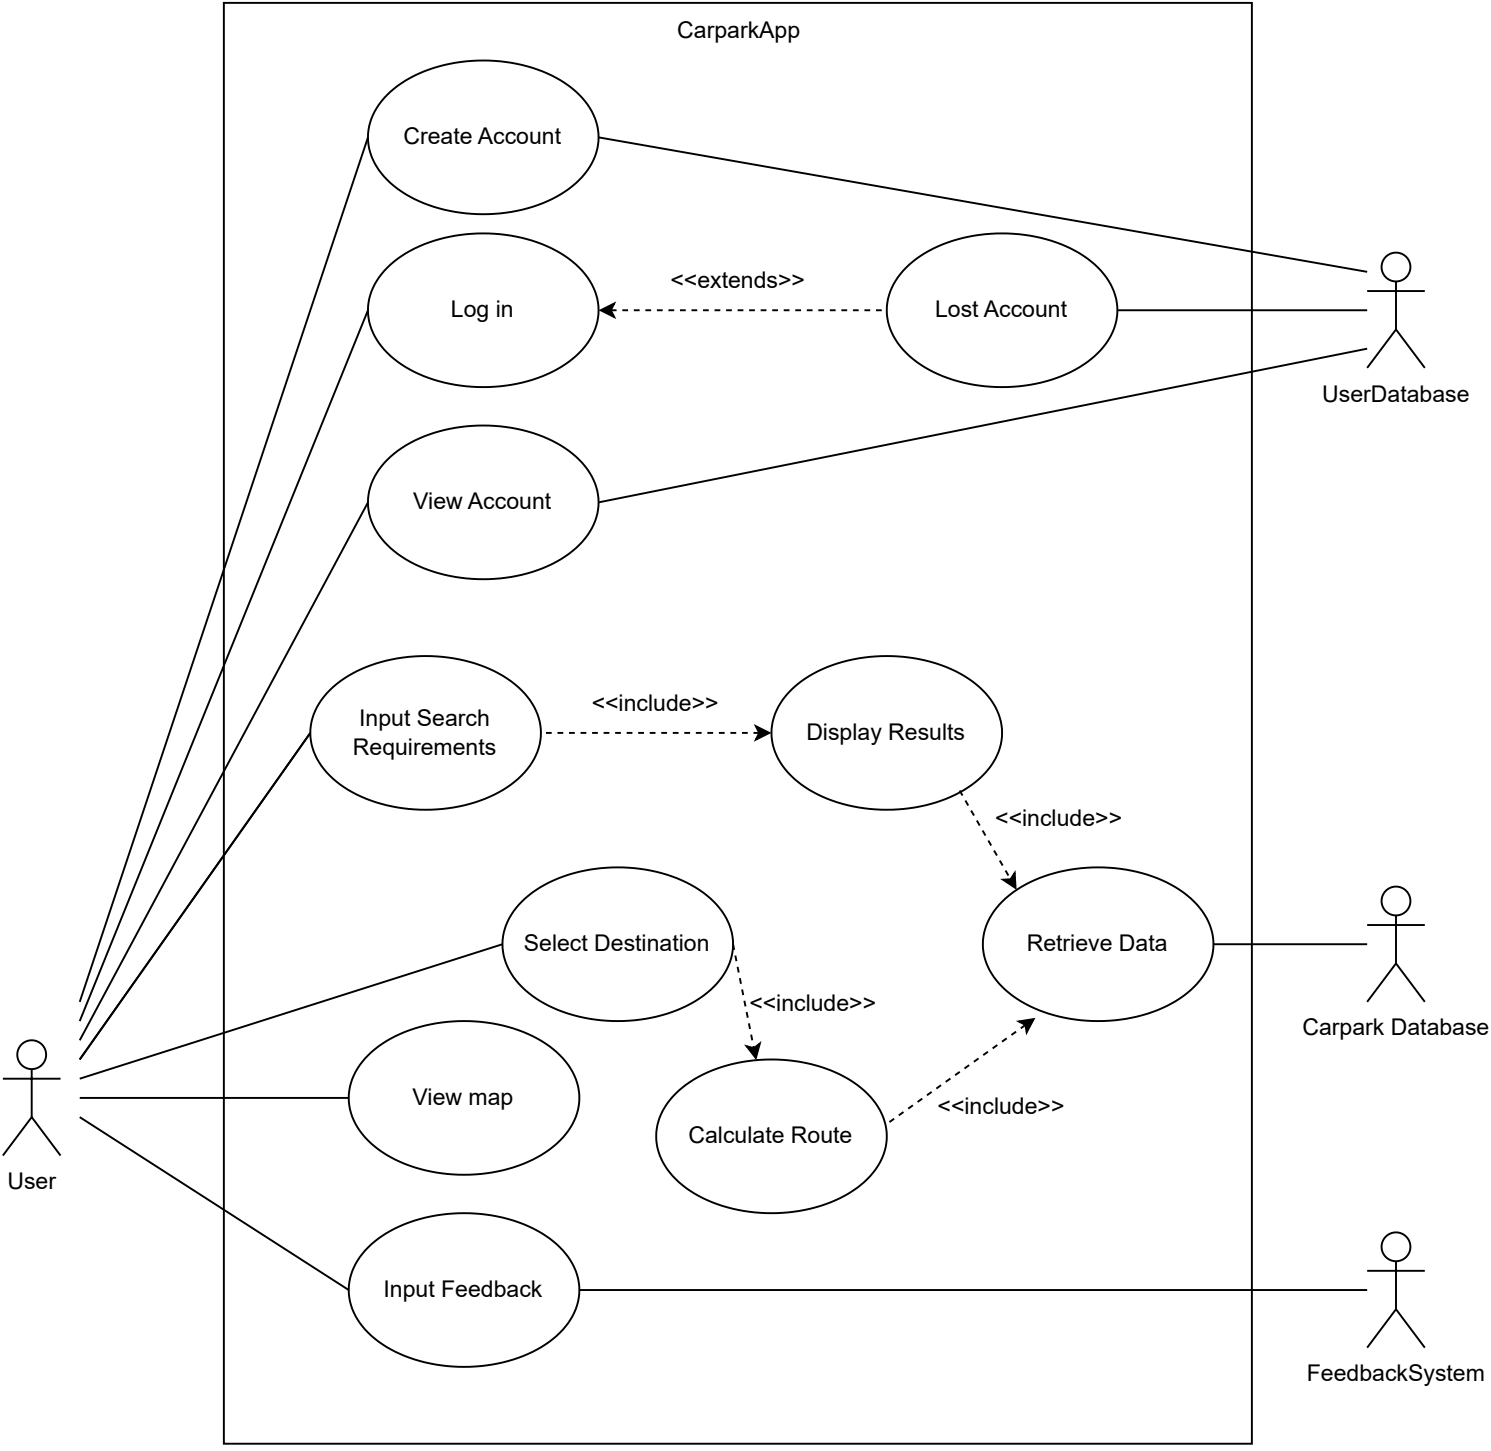 CarparkApp
Create Account
Log in
<<extends>>
Lost Account
UserDatabase
View Account
Input Search
Requirements
<<include>>
Display Results
<<include>>
Select Destination
Retrieve Data
<<include>>
Carpark Database
View map
Calculate Route
<<include>>
User
Input Feedback
FeedbackSystem